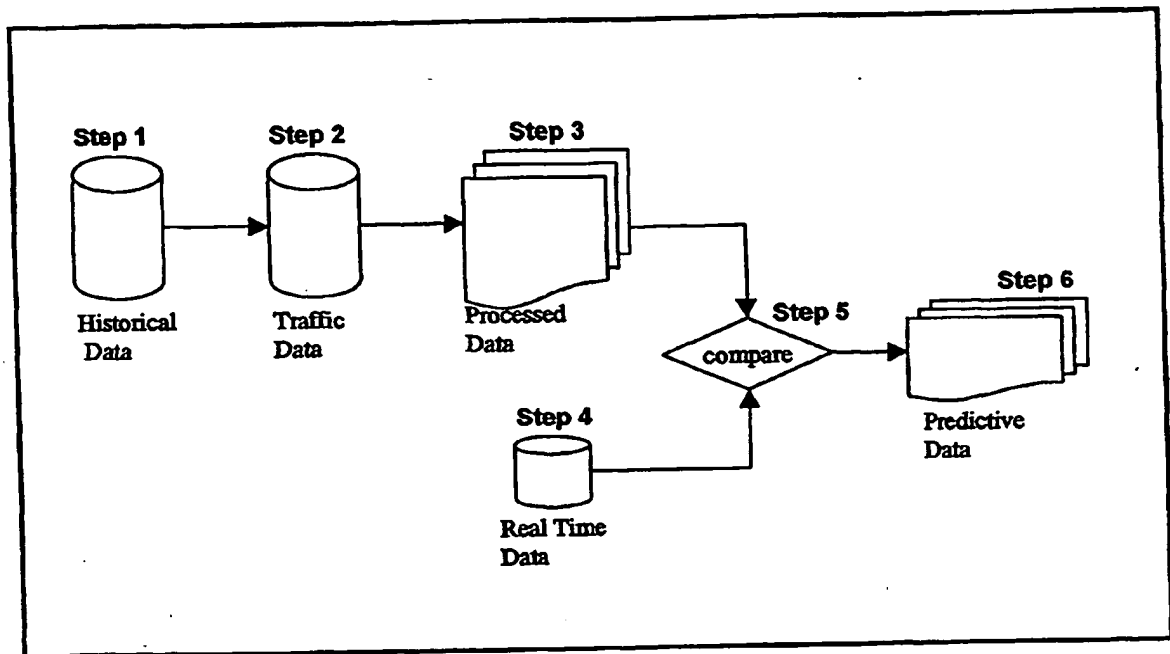 Step 1
Historical
Data
Step 2
Traffic
Data
Step 3
Processed
Data
Step 4
Real Time
Data
Step 5
compare
Step 6
Predictive
Data